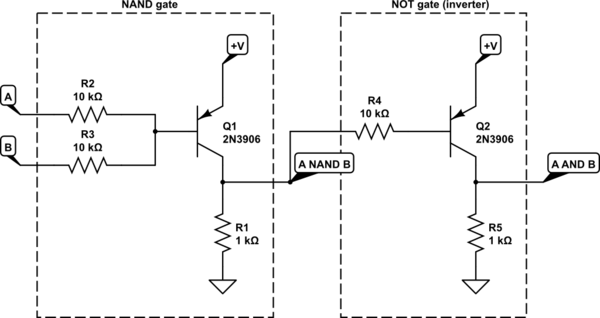 NAND gate
NOT gate (inverter)
+V
+V
A
R2
10 kΩ
R4
10 kΩ
Q1
2N3906
Q2
2N3906
B
R3
10 kΩ
A NAND B
A AND B
R1
1 kΩ
R5
1 kΩ